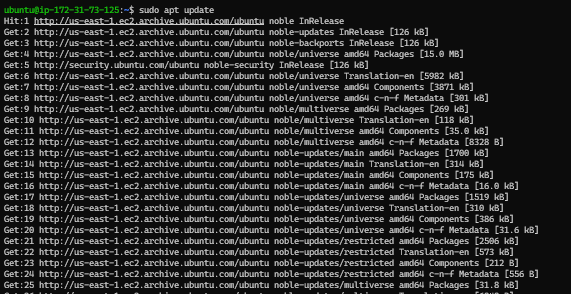 ubuntu@ip-172-31-73-125:~$ sudo apt update
Hit:1 http://us-east-1.ec2.archive.ubuntu.com/ubuntu noble InRelease
Get:2 http://us-east-1.ec2.archive.ubuntu.com/ubuntu noble-updates InRelease [126 kB]
Get:3 http://us-east-1.ec2.archive.ubuntu.com/ubuntu noble-backports InRelease [126 kB]
Get:4 http://us-east-1.ec2.archive.ubuntu.com/ubuntu noble/universe amd64 Packages [15.0 MB]
Get:5 http://security.ubuntu.com/ubuntu noble-security InRelease [126 kB]
Get:6 http://us-east-1.ec2.archive.ubuntu.com/ubuntu noble/universe Translation-en [5982 kB]
Get:7 http://us-east-1.ec2.archive.ubuntu.com/ubuntu noble/universe amd64 Components [3871 kB]
Get:8 http://us-east-1.ec2.archive.ubuntu.com/ubuntu noble/universe amd64 c-n-f Metadata [301 kB]
Get:9 http://us-east-1.ec2.archive.ubuntu.com/ubuntu noble/multiverse amd64 Packages [269 kB]
Get:10 http://us-east-1.ec2.archive.ubuntu.com/ubuntu noble/multiverse Translation-en [118 kB]
Get:11 http://us-east-1.ec2.archive.ubuntu.com/ubuntu noble/multiverse amd64 Components [35.0 kB]
Get:12 http://us-east-1.ec2.archive.ubuntu.com/ubuntu noble/multiverse amd64 c-n-f Metadata [8328 B]
Get:13 http://us-east-1.ec2.archive.ubuntu.com/ubuntu noble-updates/main amd64 Packages [1700 kB]
Get:14 http://us-east-1.ec2.archive.ubuntu.com/ubuntu noble-updates/main Translation-en [314 kB]
Get:15 http://us-east-1.ec2.archive.ubuntu.com/ubuntu noble-updates/main amd64 Components [175 kB]
Get:16 http://us-east-1.ec2.archive.ubuntu.com/ubuntu noble-updates/main amd64 c-n-f Metadata [16.0 kB]
Get:17 http://us-east-1.ec2.archive.ubuntu.com/ubuntu noble-updates/universe amd64 Packages [1519 kB]
Get:18 http://us-east-1.ec2.archive.ubuntu.com/ubuntu noble-updates/universe Translation-en [310 kB]
Get:19 http://us-east-1.ec2.archive.ubuntu.com/ubuntu noble-updates/universe amd64 Components [386 kB]
Get:20 http://us-east-1.ec2.archive.ubuntu.com/ubuntu noble-updates/universe amd64 c-n-f Metadata [31.6 kB]
Get:21 http://us-east-1.ec2.archive.ubuntu.com/ubuntu noble-updates/restricted amd64 Packages [2506 kB]
Get:22 http://us-east-1.ec2.archive.ubuntu.com/ubuntu noble-updates/restricted Translation-en [573 kB]
Get:23 http://us-east-1.ec2.archive.ubuntu.com/ubuntu noble-updates/restricted amd64 Components [212 B]
Get:24 http://us-east-1.ec2.archive.ubuntu.com/ubuntu noble-updates/restricted amd64 c-n-f Metadata [556 B]
Get:25 http://us-east-1.ec2.archive.ubuntu.com/ubuntu noble-updates/multiverse amd64 Packages [31.8 kB]